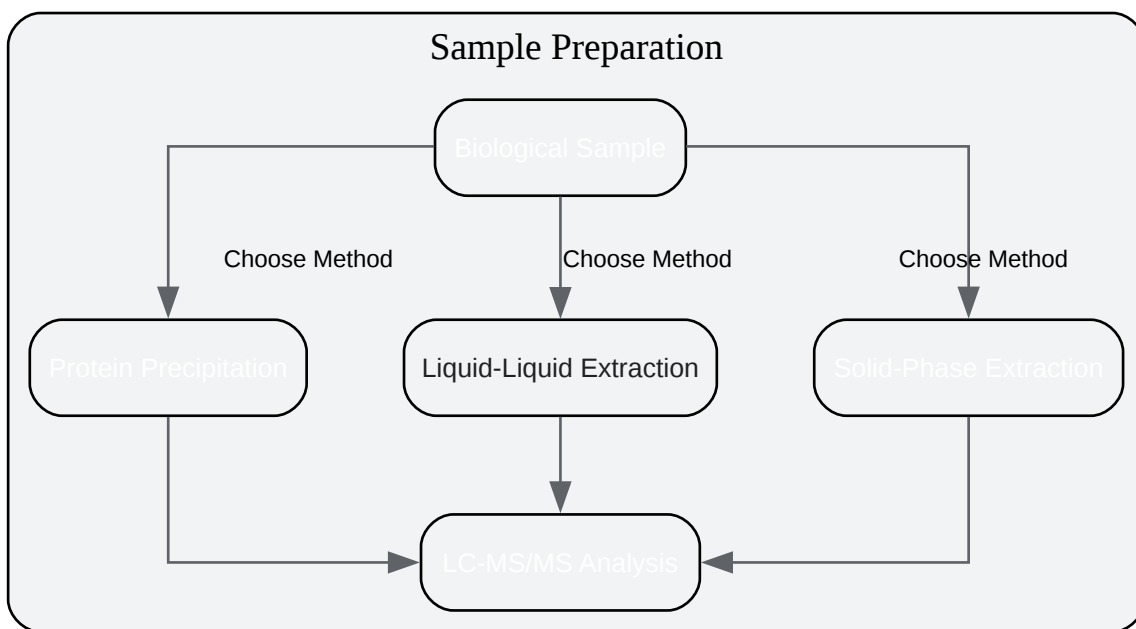 Sample Preparation
Biological Sample
Choose Method
Choose Method
Choose Method
Protein Precipitation
Liquid-Liquid Extraction
Solid-Phase Extraction
LC-MS/MS Analysis